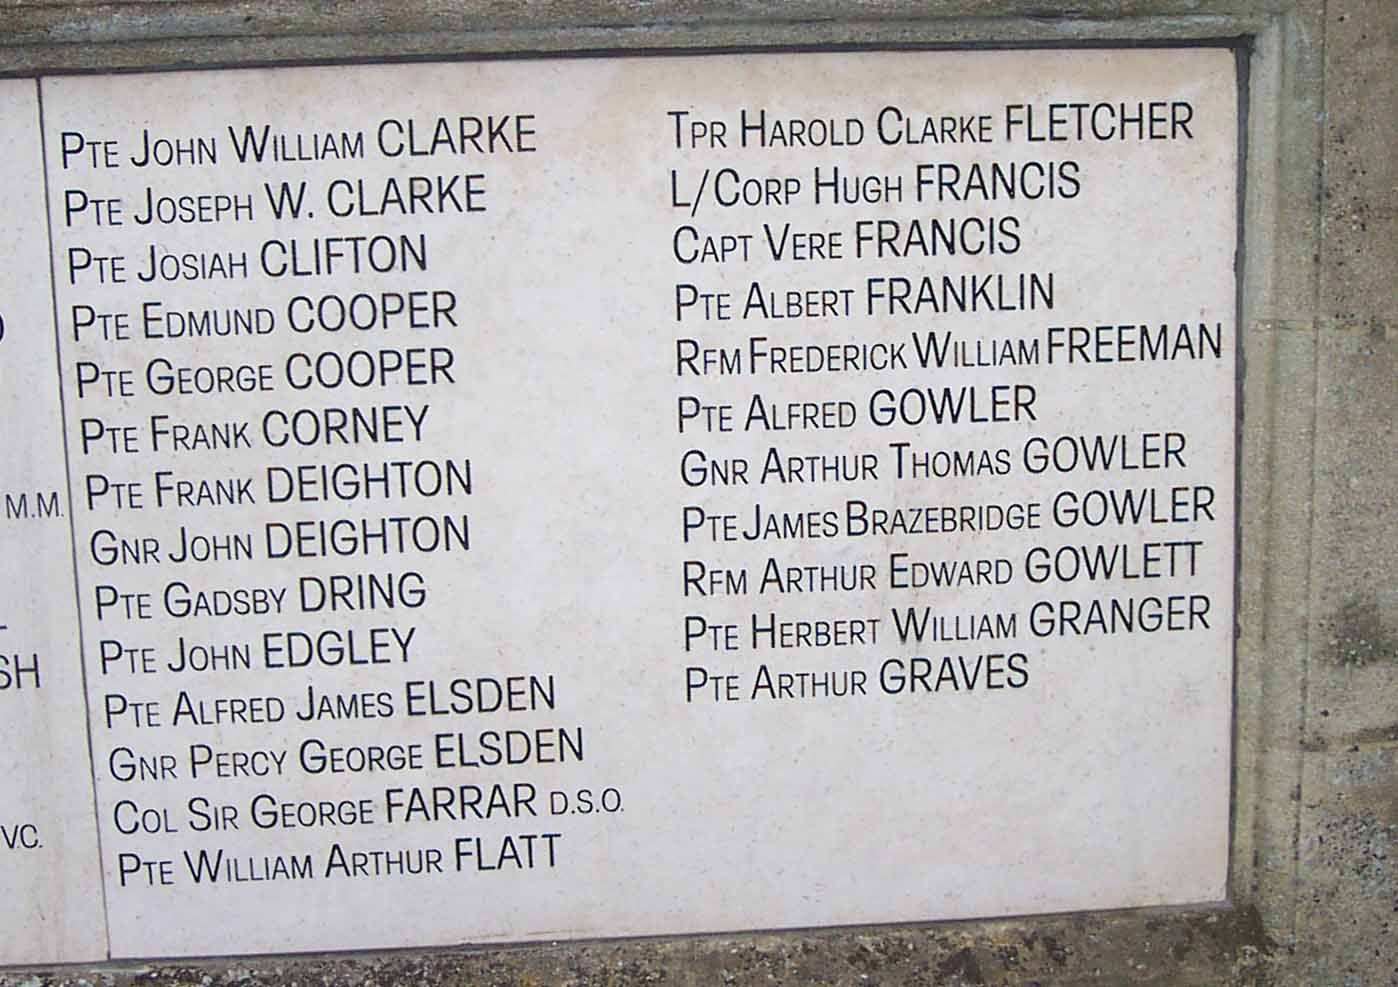 M.M.
SH
VC.
PTE JOHN WILLIAM CLARKE
PTE JOSEPH W. CLARKE
PTE JOSIAH CLIFTON
PTE EDMUND COOPER
PTE GEORGE COOPER
PTE FRANK CORNEY
PTE FRANK DEIGHTON
GNR JOHN DEIGHTON
PTE GADSBY DRING
PTE JOHN EDGLEY
PTE ALFRED JAMES ELSDEN
GNR PERCY GEORGE ELSDEN
COL SIR GEORGE FARRAR D.S.O.
PTE WILLIAM ARTHUR FLATT
TPR HAROLD CLARKE FLETCHER
L/CORP HUGH FRANCIS
CAPT VERE FRANCIS
PTE ALBERT FRANKLIN
RFM FREDERICK WILLIAM FREEMAN
PTE ALFRED GOWLER
GNR ARTHUR THOMAS GOWLER
PTE JAMES BRAZEBRIDGE GOWLER
RFM ARTHUR EDWARD GOWLETT
PTE HERBERT WILLIAM GRANGER
PTE ARTHUR GRAVES